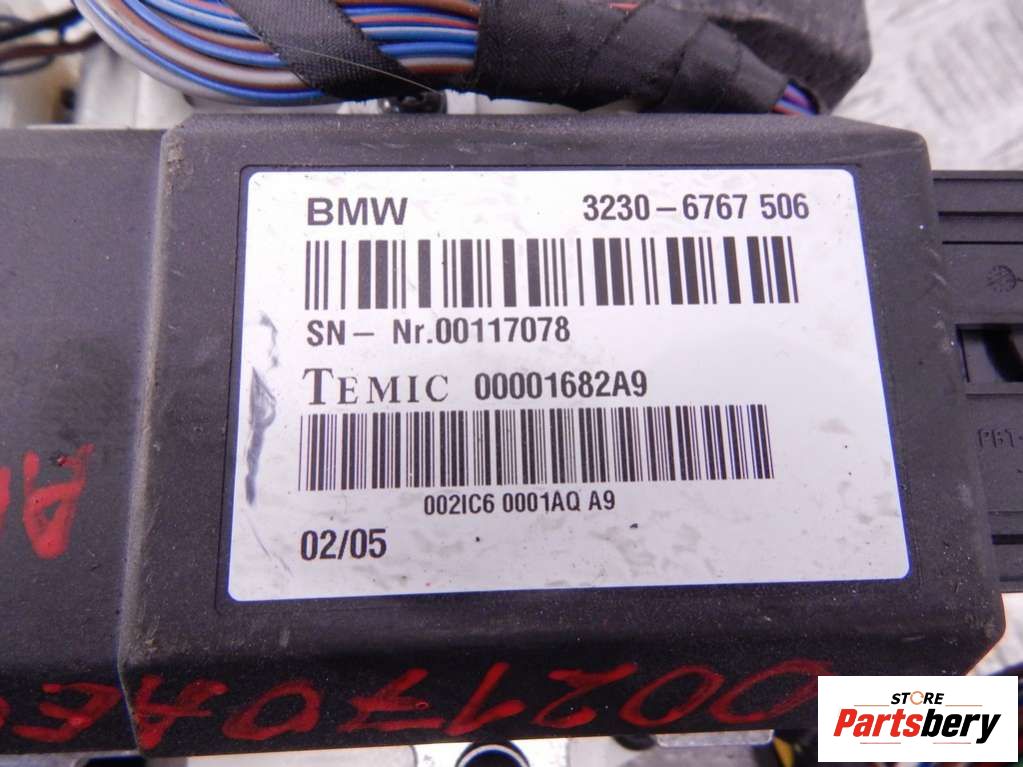 BMW 3230-6767 506
SN- Nr.00117078
TEMIC 00001682A9
002IC6 0001AQ A9
02/05
STORE
Partsbery